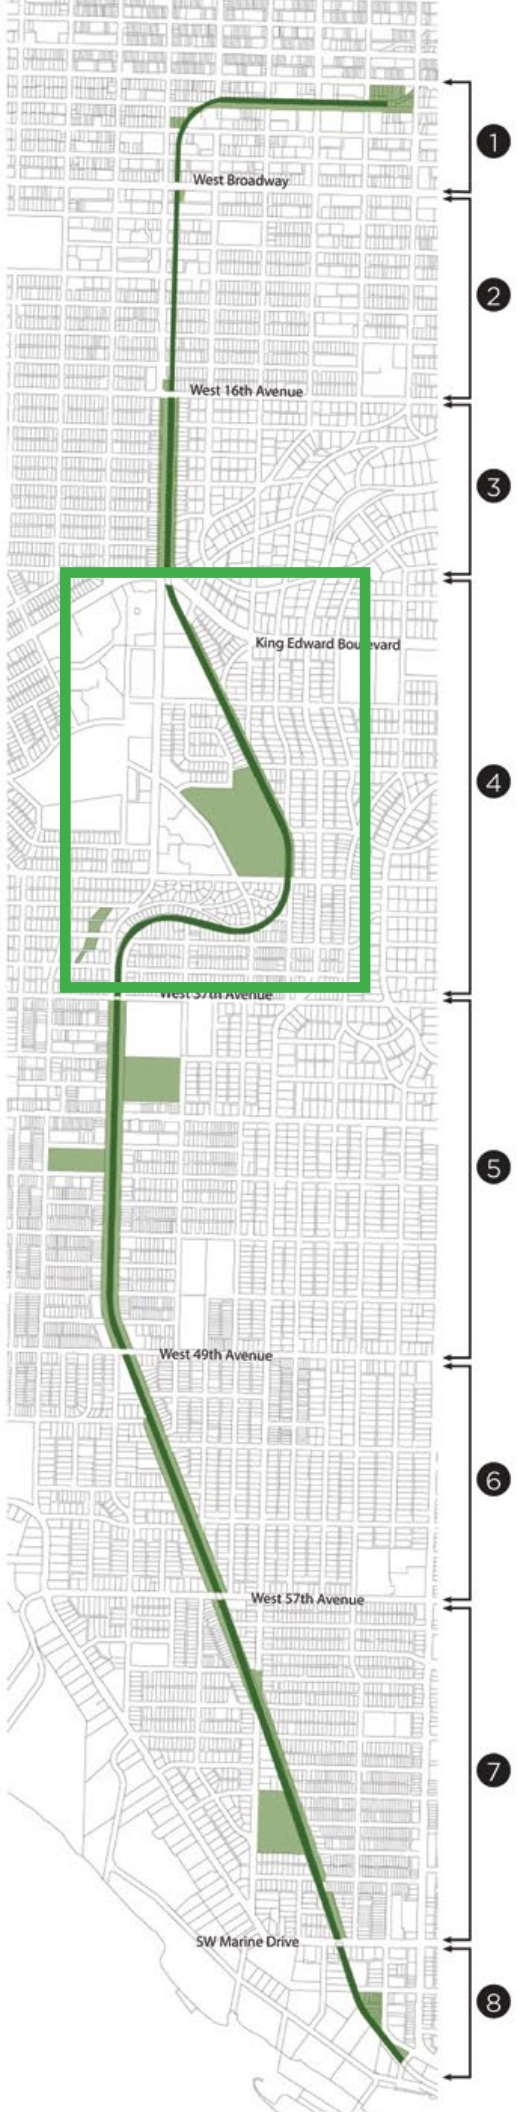 1
West Broadway
2
West 16th Avenue
3
King Edward Boulevard
4
West 37th Avenue
5
West 49th Avenue
6
West 57th Avenue
7
SW Marine Drive
8